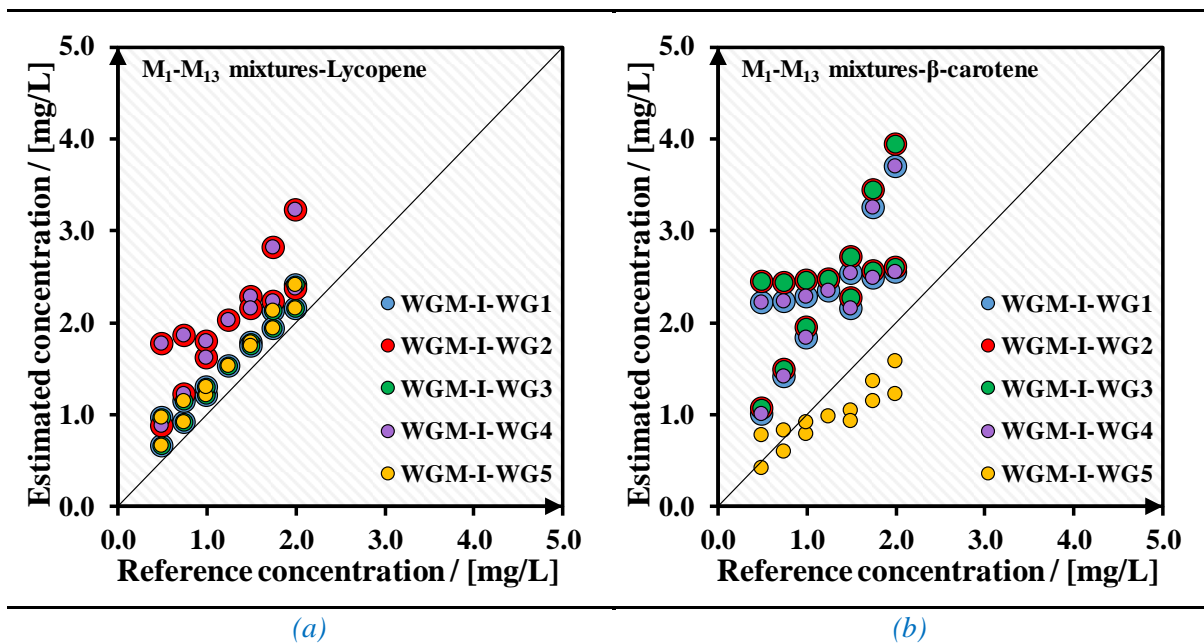 M₁-M₁₃ mixtures-Lycopene
Estimated concentration / [mg/L]
5.0
4.0
3.0
2.0
1.0
0.0
WGM-I-WG1
WGM-I-WG2
WGM-I-WG3
WGM-I-WG4
WGM-I-WG5
0.0 1.0 2.0 3.0 4.0 5.0
Reference concentration / [mg/L]
(a)
M₁-M₁₃ mixtures-β-carotene
Estimated concentration / [mg/L]
5.0
4.0
3.0
2.0
1.0
0.0
WGM-I-WG1
WGM-I-WG2
WGM-I-WG3
WGM-I-WG4
WGM-I-WG5
0.0 1.0 2.0 3.0 4.0 5.0
Reference concentration / [mg/L]
(b)